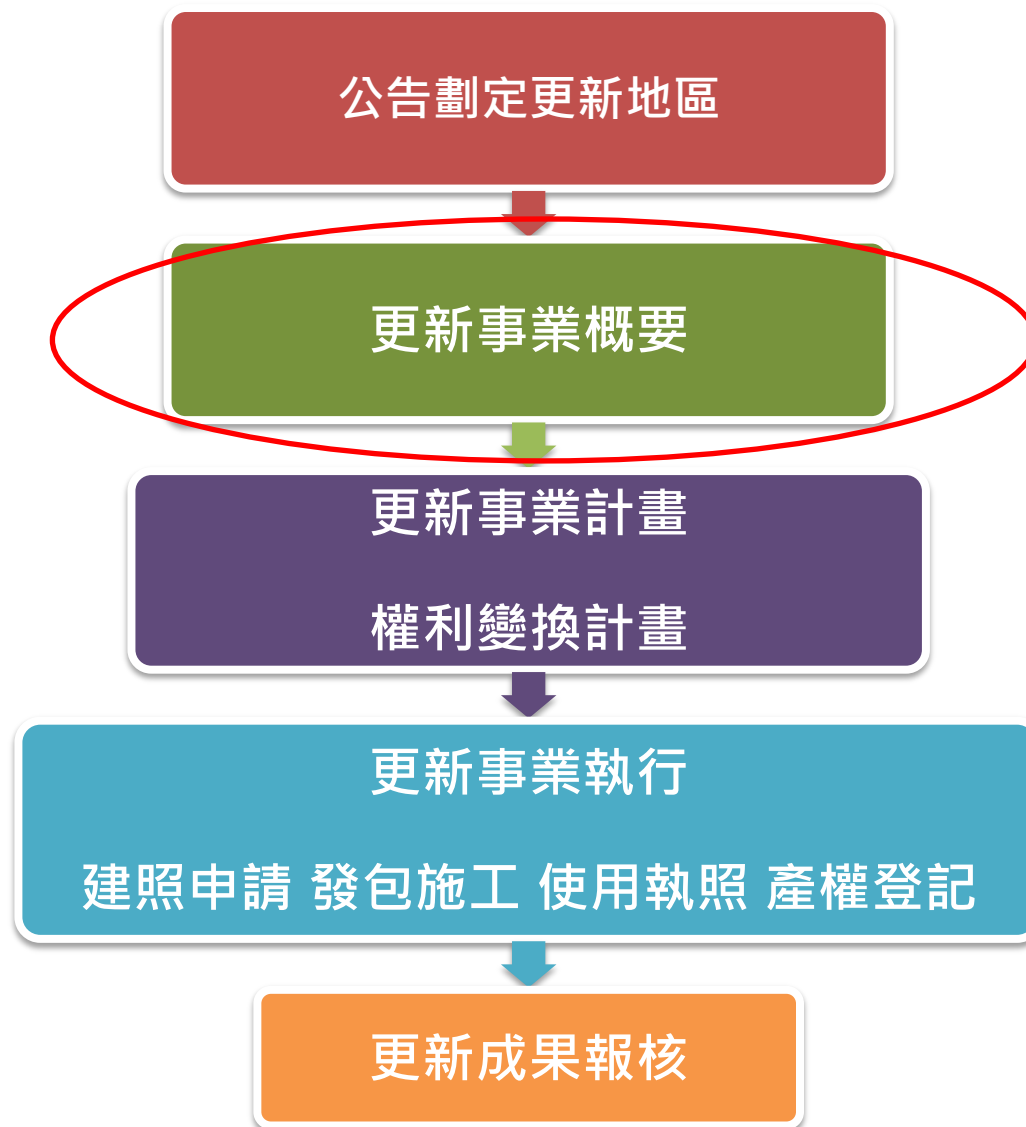 公告劃定更新地區
更新事業概要
更新事業計畫
權利變換計畫
更新事業執行
建照申請 發包施工 使用執照 產權登記
更新成果報核